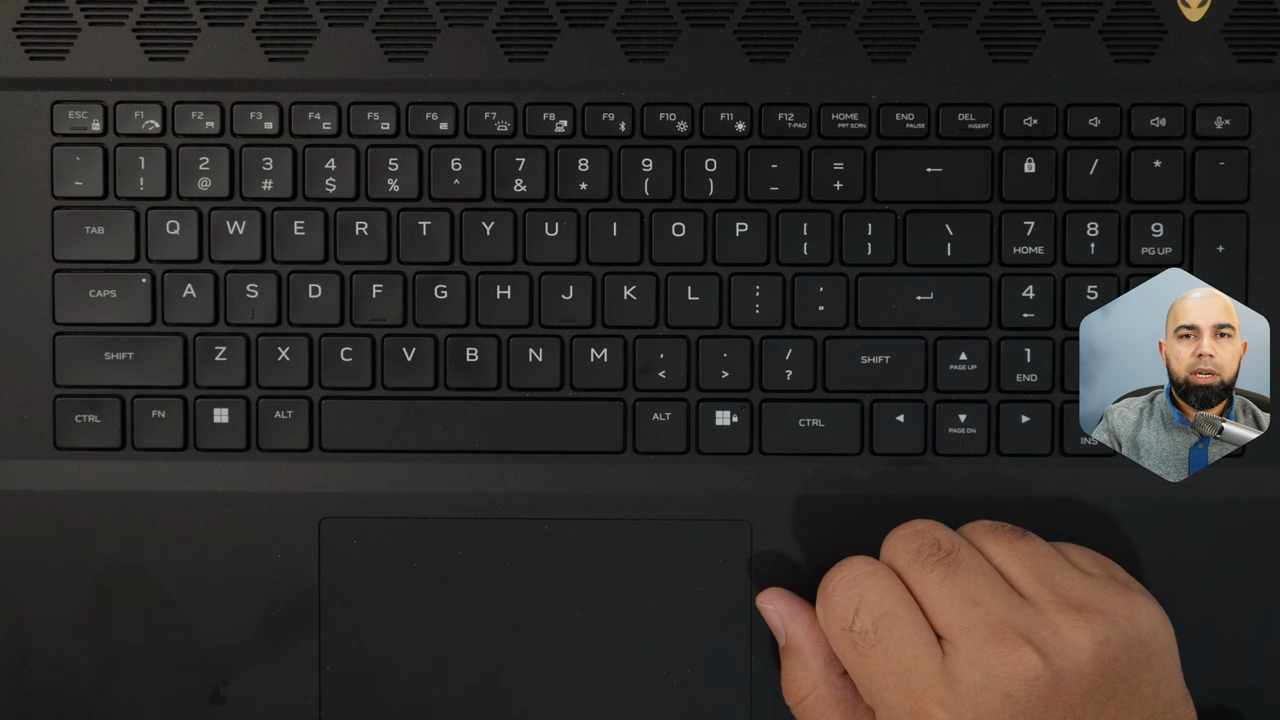 ESC F1 F2 F3 F4 F5 F6 F7 F8 F9 F10 F11 F12 T-PAD HOME PRT SCRN END PAUSE DEL INSERT
` ~ 1 ! 2 @ 3 # 4 $ 5 % 6 ^ 7 & 8 * 9 ( 0 ) - _ = + ← / * -
TAB Q W E R T Y U I O P [ { ] } \ | 7 HOME 8 ↑ 9 PG UP +
CAPS A S D F G H J K L ; : ' " 4 ← 5
SHIFT Z X C V B N M , < . > / ? SHIFT ▲ PAGE UP 1 END
CTRL FN ALT ALT CTRL ◄ ▼ PAGE DN ► INS